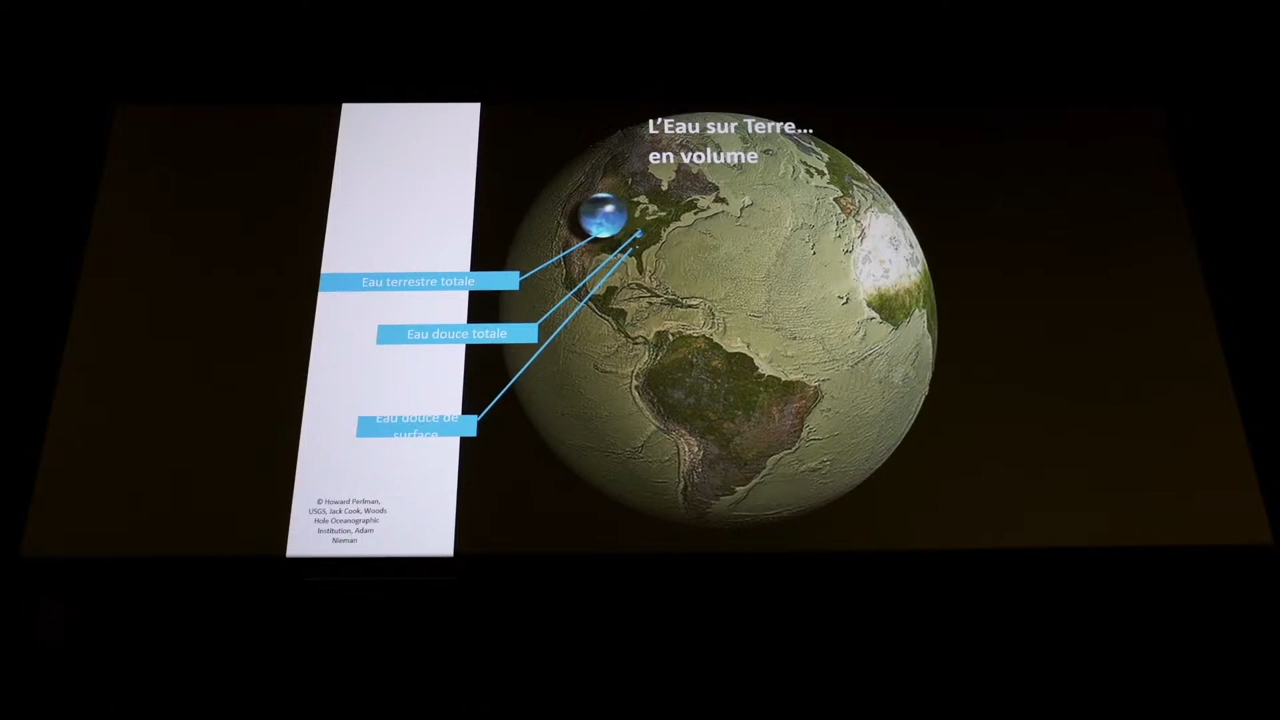 L'Eau sur Terre...
en volume
Eau terrestre totale
Eau douce totale
Eau douce de
surface
© Howard Perlman,
USGS, Jack Cook, Woods
Hole Oceanographic
Institution, Adam
Nieman